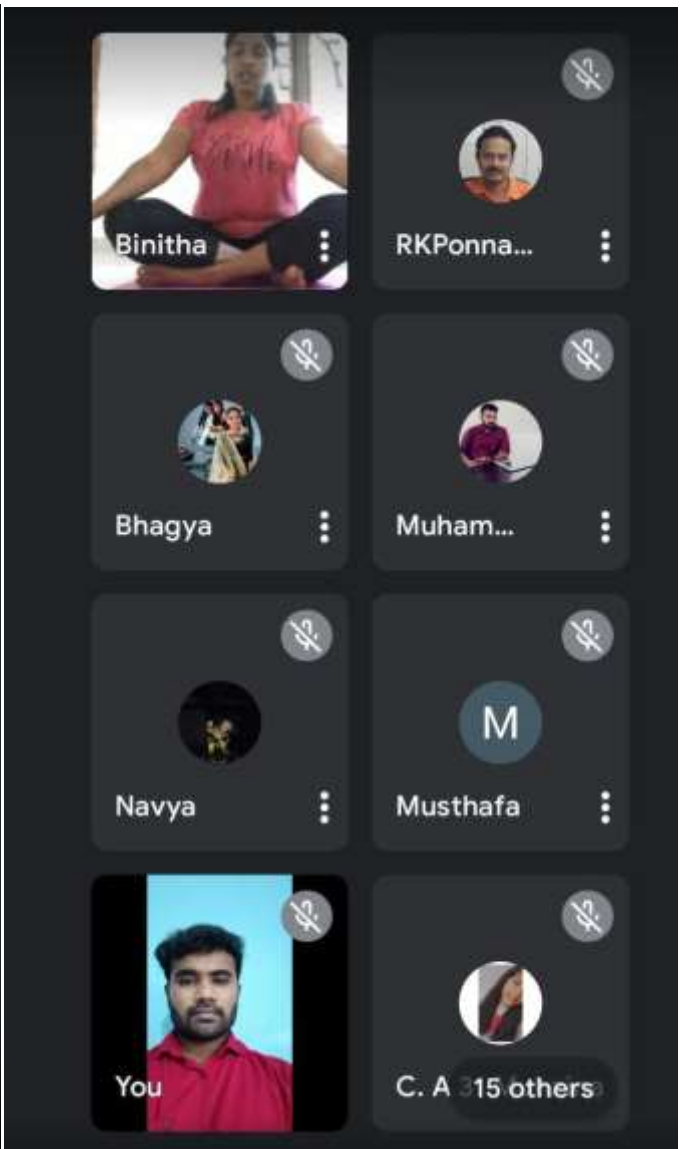 Binitha
RKPonna...
Bhagya
Muham...
Navya
M
Musthafa
You
C. A
15 others